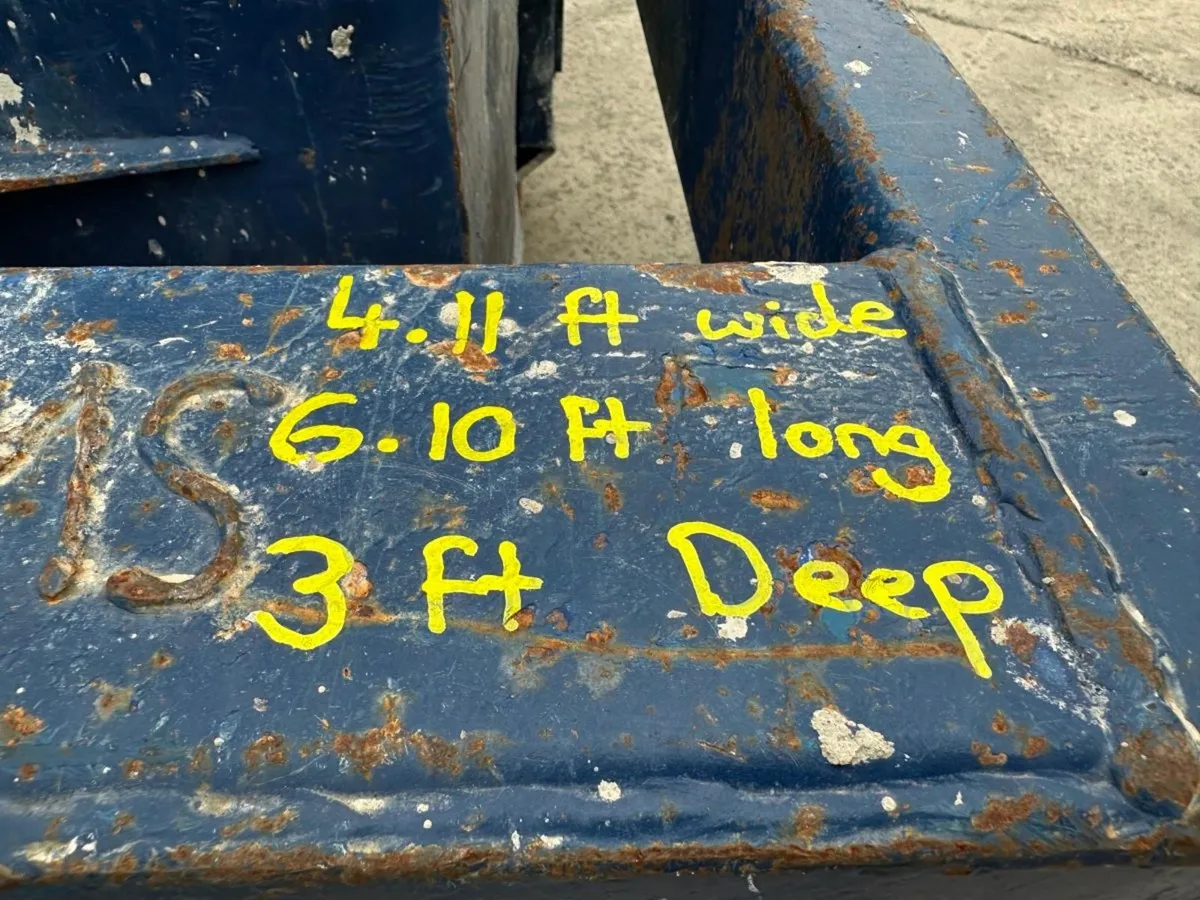 4.11 ft wide
6.10 ft long
3 ft Deep